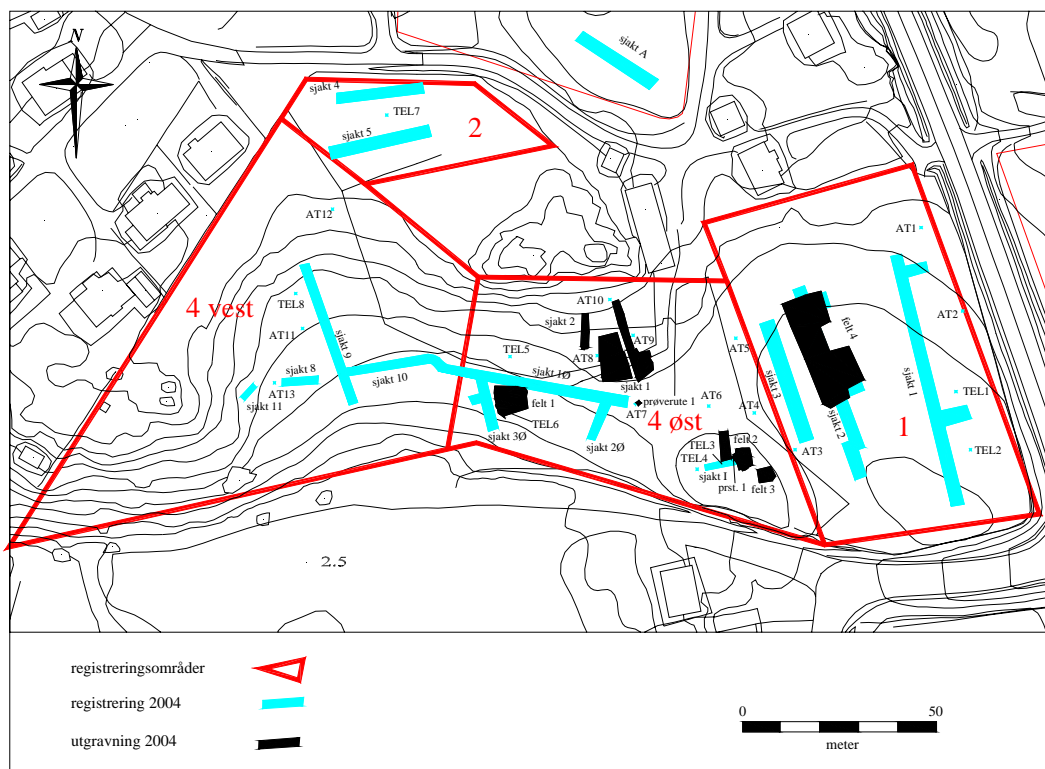 N
sjakt A
sjakt 4
TEL7
sjakt 5
2
AT12
AT1
TEL8
4 vest
AT11
sjakt 9
AT10
sjakt 2
AT9
AT8
TEL5
sjakt 10
sjakt 1Ø
sjakt 1
sjakt 8
AT13
sjakt 11
felt 1
TEL6
sjakt 3Ø
sjakt 2Ø
AT7
prøverute 1
4 øst
AT6
AT5
AT4
TEL3
felt 2
TEL4
sjakt I
prst. 1
felt 3
AT3
sjakt 3
felt 4
sjakt 2
1
sjakt 1
AT2
TEL1
TEL2
2.5
registreringsområder
registrering 2004
utgravning 2004
0 50
meter